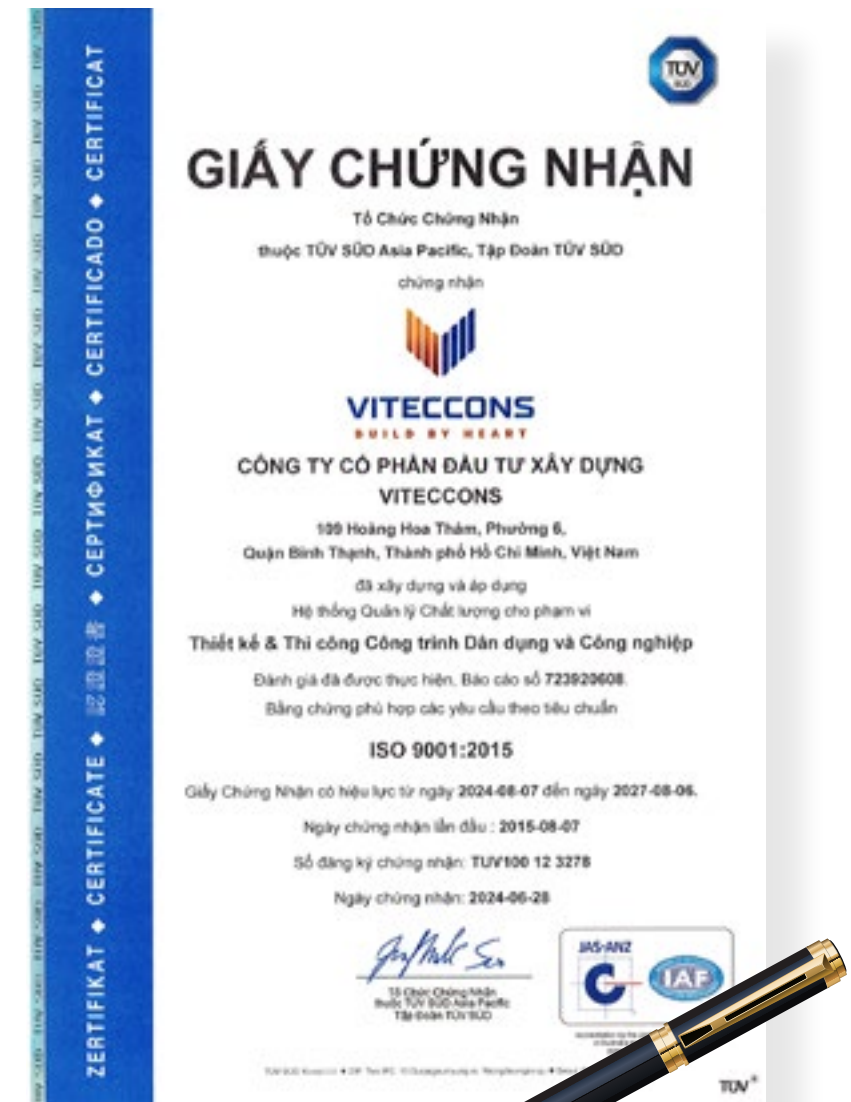 ZERTIFIKAT ◆ CERTIFICATE ◆ 認證證書 ◆ СЕРТИФИКАТ ◆ CERTIFICADO ◆ CERTIFICAT
TÜV
SÜD
GIẤY CHỨNG NHẬN
Tổ Chức Chứng Nhận
thuộc TÜV SÜD Asia Pacific, Tập Đoàn TÜV SÜD
chứng nhận
VITECCONS
BUILD BY HEART
CÔNG TY CỔ PHẦN ĐẦU TƯ XÂY DỰNG
VITECCONS
109 Hoàng Hoa Thám, Phường 6,
Quận Bình Thạnh, Thành phố Hồ Chí Minh, Việt Nam
đã xây dựng và áp dụng
Hệ thống Quản lý Chất lượng cho phạm vi
Thiết kế & Thi công Công trình Dân dụng và Công nghiệp
Đánh giá đã được thực hiện, Báo cáo số 723920608.
Bằng chứng phù hợp các yêu cầu theo tiêu chuẩn
ISO 9001:2015
Giấy Chứng Nhận có hiệu lực từ ngày 2024-08-07 đến ngày 2027-08-06.
Ngày chứng nhận lần đầu : 2015-08-07
Số đăng ký chứng nhận: TUV100 12 3278
Ngày chứng nhận: 2024-06-28
Tổ Chức Chứng Nhận
thuộc TÜV SÜD Asia Pacific
Tập Đoàn TÜV SÜD
JAS-ANZ
IAF
TÜV®